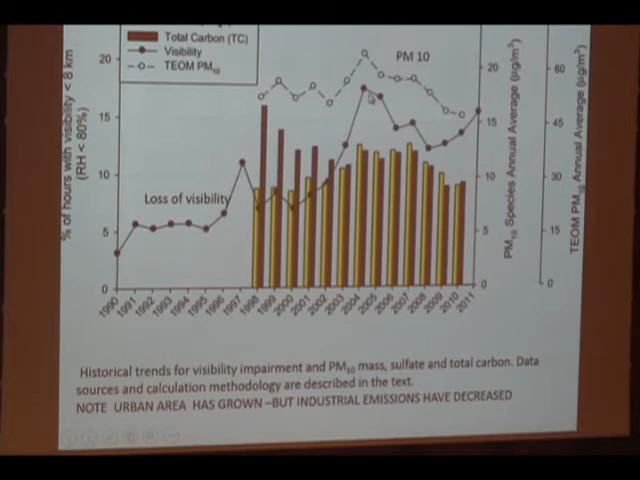 Total Carbon (TC)
Visibility
TEOM PM10
PM 10
% of hours with visibility < 8 km
(RH < 80%)
20
15
10
5
0
Loss of visibility
20
15
10
5
0
PM10 Species Annual Average (µg/m³)
60
45
30
15
0
TEOM PM10 Annual Average (µg/m³)
1990 1991 1992 1993 1994 1995 1996 1997 1998 1999 2000 2001 2002 2003 2004 2005 2006 2007 2008 2009 2010 2011
Historical trends for visibility impairment and PM10 mass, sulfate and total carbon. Data
sources and calculation methodology are described in the text.
NOTE URBAN AREA HAS GROWN –BUT INDUSTRIAL EMISSIONS HAVE DECREASED